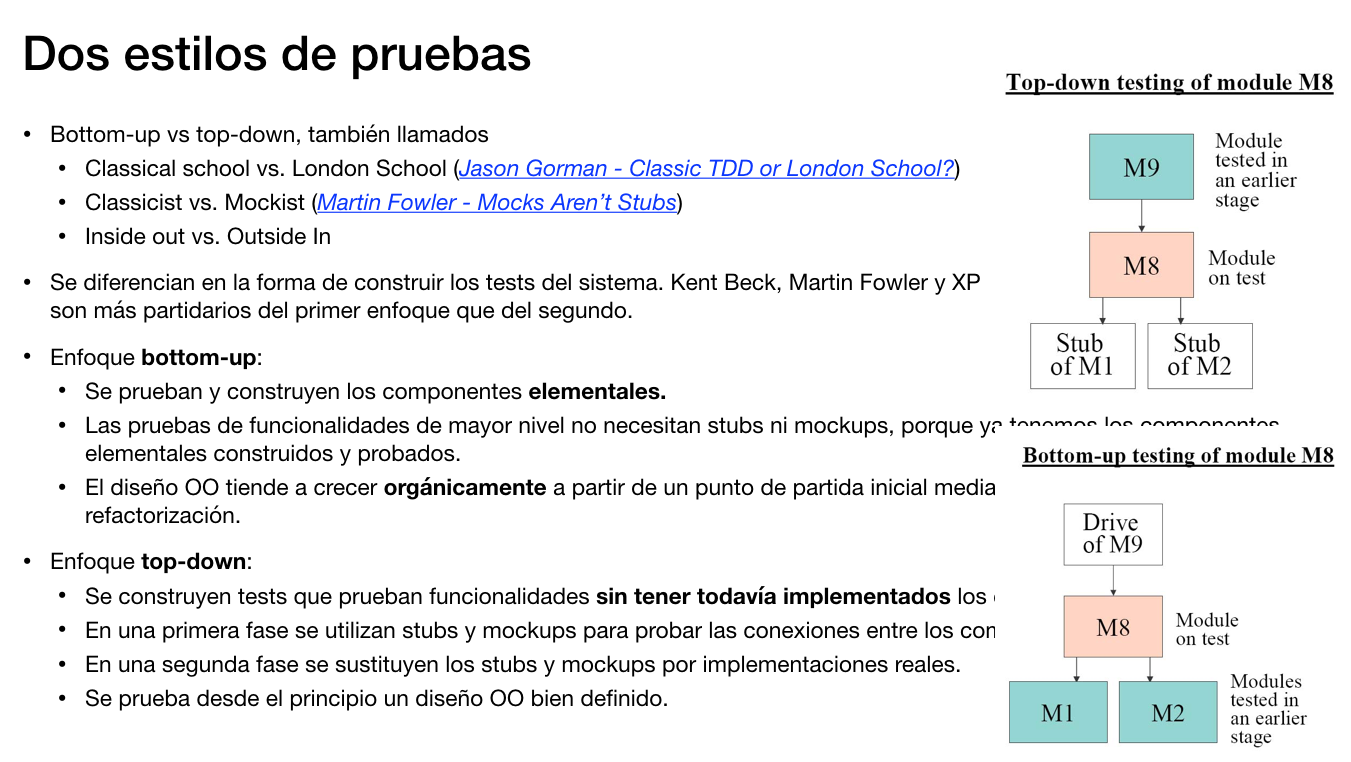 Dos estilos de pruebas
• Bottom-up vs top-down, también llamados
• Classical school vs. London School (Jason Gorman - Classic TDD or London School?)
• Classicist vs. Mockist (Martin Fowler - Mocks Aren’t Stubs)
• Inside out vs. Outside In
• Se diferencian en la forma de construir los tests del sistema. Kent Beck, Martin Fowler y XP
son más partidarios del primer enfoque que del segundo.
• Enfoque bottom-up:
• Se prueban y construyen los componentes elementales.
• Las pruebas de funcionalidades de mayor nivel no necesitan stubs ni mockups, porque ya tenemos los componentes
elementales construidos y probados.
• El diseño OO tiende a crecer orgánicamente a partir de un punto de partida inicial media
refactorización.
• Enfoque top-down:
• Se construyen tests que prueban funcionalidades sin tener todavía implementados los
• En una primera fase se utilizan stubs y mockups para probar las conexiones entre los con
• En una segunda fase se sustituyen los stubs y mockups por implementaciones reales.
• Se prueba desde el principio un diseño OO bien definido.
Top-down testing of module M8
M9
Module
tested in
an earlier
stage
M8
Module
on test
Stub
of M1
Stub
of M2
Bottom-up testing of module M8
Drive
of M9
M8
Module
on test
M1
M2
Modules
tested in
an earlier
stage